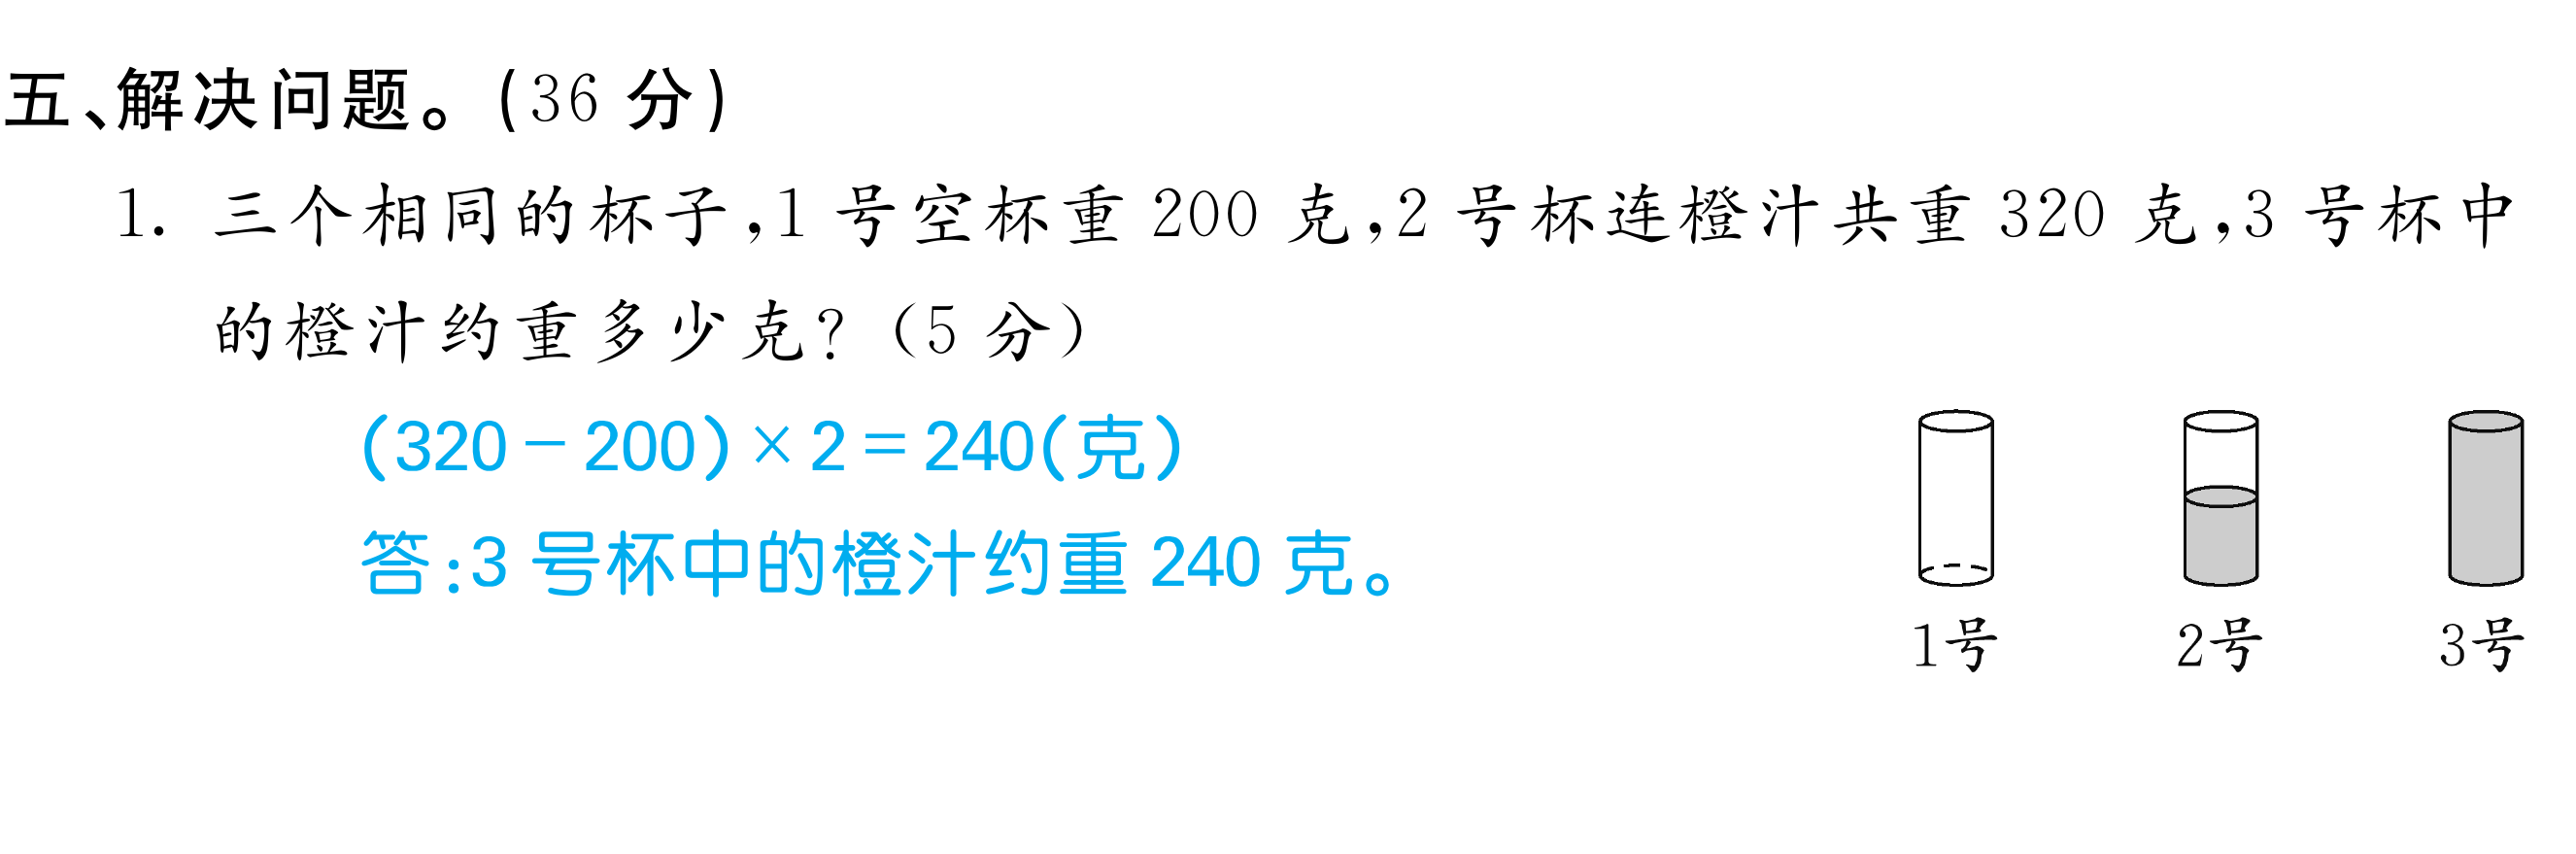 五、解决问题。(36 分)
1. 三个相同的杯子,1 号空杯重 200 克,2 号杯连橙汁共重 320 克,3 号杯中
的橙汁约重多少克?(5 分)
(320－200)×2＝240(克)
答:3 号杯中的橙汁约重 240 克。
1号 2号 3号